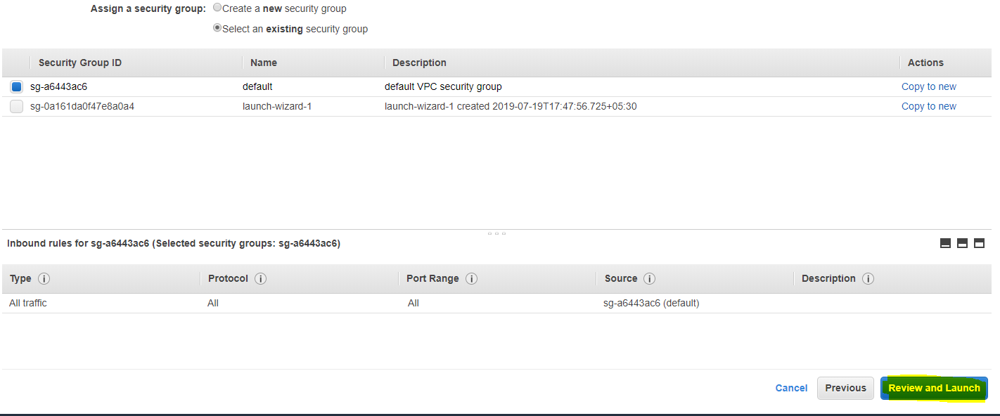 Assign a security group: Create a new security group
Select an existing security group
Security Group ID Name Description Actions
sg-a6443ac6 default default VPC security group Copy to new
sg-0a161da0f47e8a0a4 launch-wizard-1 launch-wizard-1 created 2019-07-19T17:47:56.725+05:30 Copy to new
Inbound rules for sg-a6443ac6 (Selected security groups: sg-a6443ac6)
Type i Protocol i Port Range i Source i Description i
All traffic All All sg-a6443ac6 (default)
Cancel Previous Review and Launch